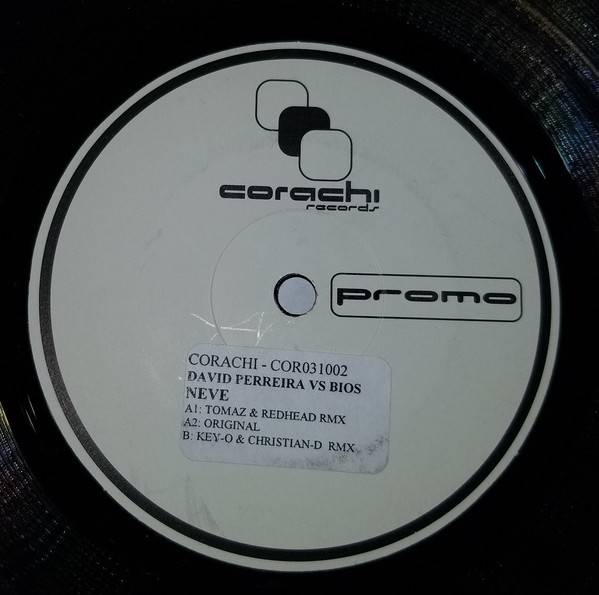 corachi
records
promo
CORACHI - COR031002
DAVID PERREIRA VS BIOS
NEVE
A1: TOMAZ & REDHEAD RMX
A2: ORIGINAL
B: KEY-O & CHRISTIAN-D RMX